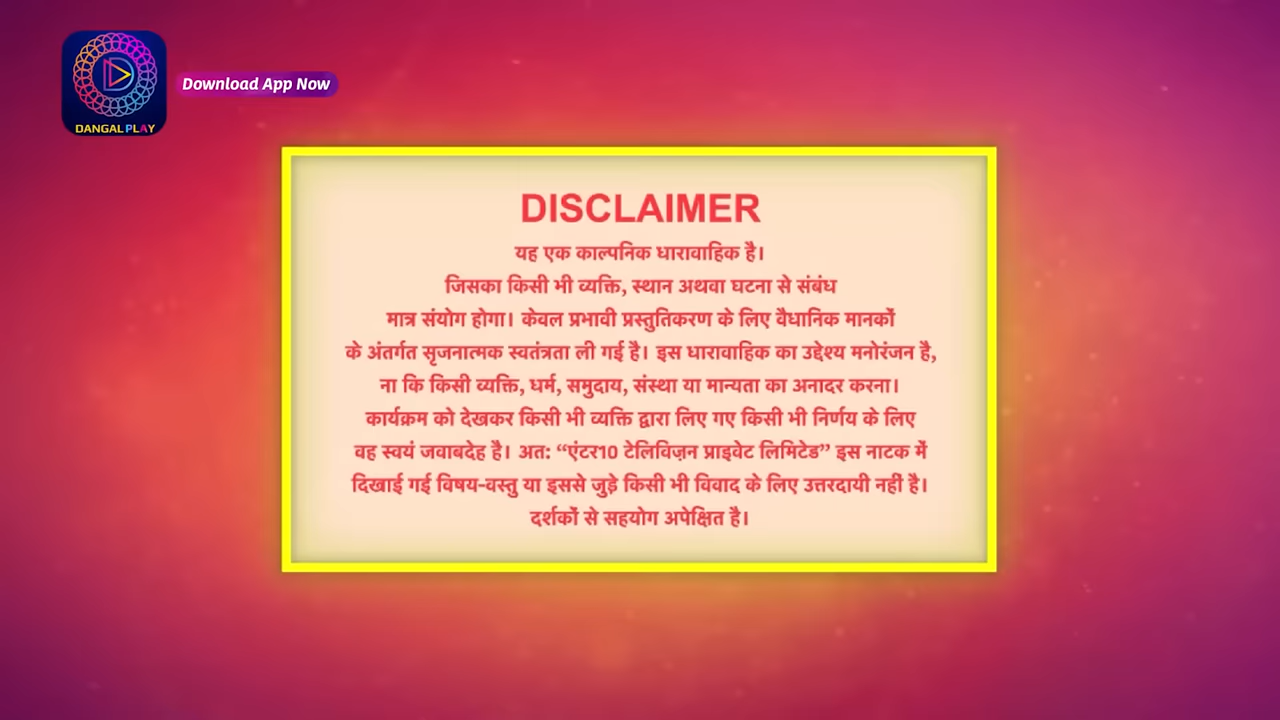 DANGAL PLAY
Download App Now
DISCLAIMER
यह एक काल्पनिक धारावाहिक है।
जिसका किसी भी व्यक्ति, स्थान अथवा घटना से संबंध
मात्र संयोग होगा। केवल प्रभावी प्रस्तुतिकरण के लिए वैधानिक मानकों
के अंतर्गत सृजनात्मक स्वतंत्रता ली गई है। इस धारावाहिक का उद्देश्य मनोरंजन है,
ना कि किसी व्यक्ति, धर्म, समुदाय, संस्था या मान्यता का अनादर करना।
कार्यक्रम को देखकर किसी भी व्यक्ति द्वारा लिए गए किसी भी निर्णय के लिए
वह स्वयं जवाबदेह है। अत: “एंटर10 टेलिविज़न प्राइवेट लिमिटेड” इस नाटक में
दिखाई गई विषय-वस्तु या इससे जुड़े किसी भी विवाद के लिए उत्तरदायी नहीं है।
दर्शकों से सहयोग अपेक्षित है।